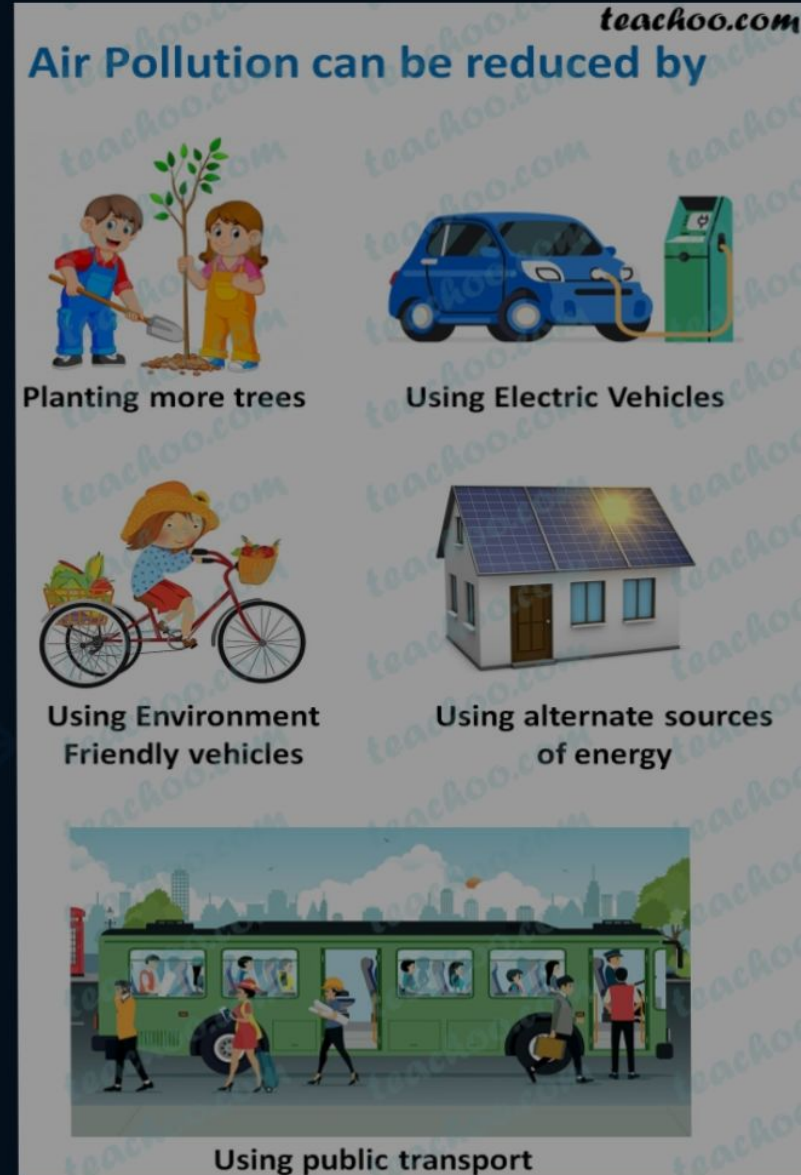 teachoo.com
Air Pollution can be reduced by
Planting more trees
Using Electric Vehicles
Using Environment
Friendly vehicles
Using alternate sources
of energy
Using public transport